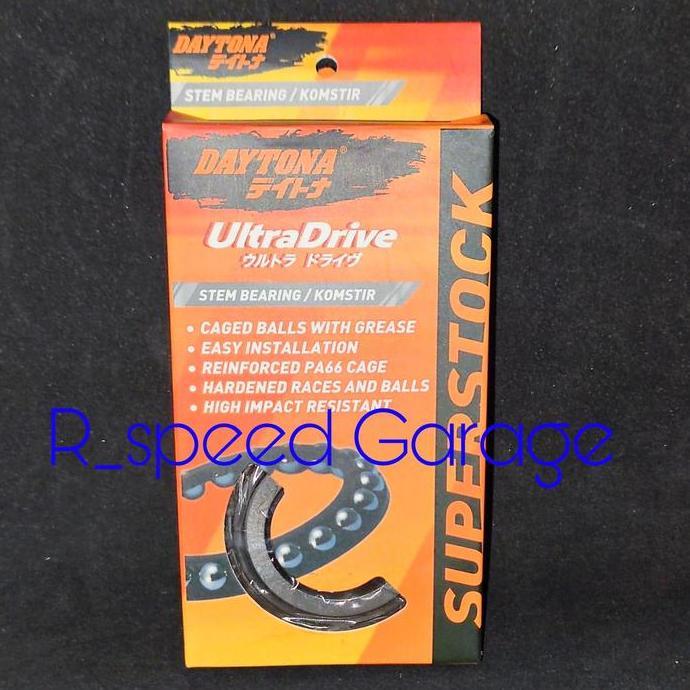 DAYTONA®
デイトナ
STEM BEARING / KOMSTIR
DAYTONA®
デイトナ
UltraDrive
ウルトラ ドライヴ
STEM BEARING / KOMSTIR
• CAGED BALLS WITH GREASE
• EASY INSTALLATION
• REINFORCED PA66 CAGE
• HARDENED RACES AND BALLS
• HIGH IMPACT RESISTANT
SUPERSTOCK
R_speed Garage